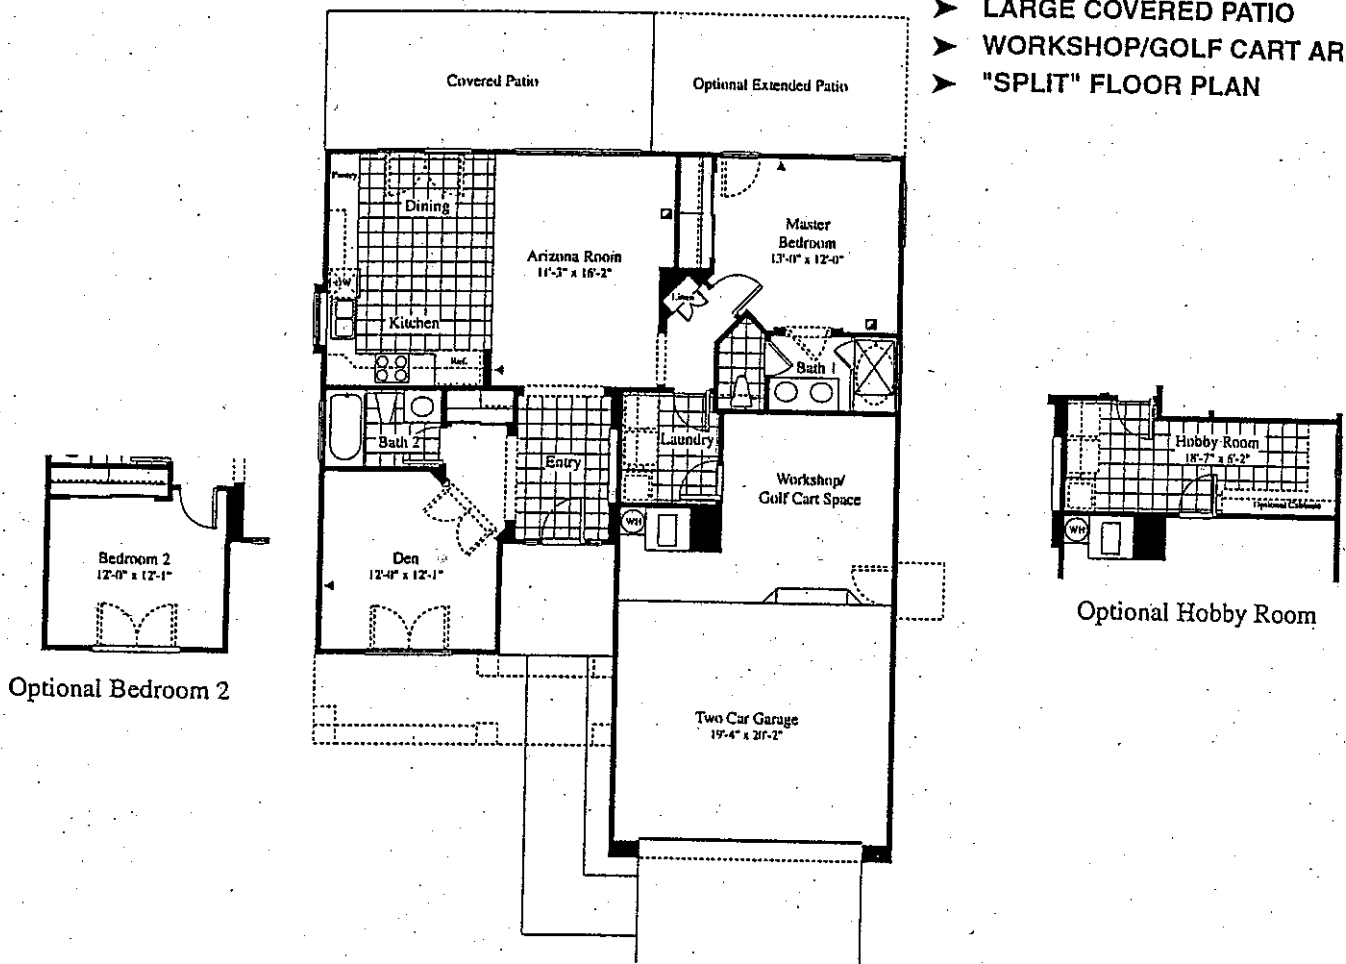 ➤ LARGE COVERED PATIO
➤ WORKSHOP/GOLF CART AR
➤ "SPLIT" FLOOR PLAN
Covered Patio
Optional Extended Patio
Pantry
Dining
Master
Bedroom
13'-0" x 12'-0"
Arizona Room
11'-3" x 16'-2"
Linen
DW
Kitchen
Ref.
Bath 1
Bath 2
Laundry
Entry
Workshop/
Golf Cart Space
WH
Den
12'-0" x 12'-1"
Two Car Garage
19'-4" x 20'-2"
Bedroom 2
12'-0" x 12'-1"
Optional Bedroom 2
Hobby Room
18'-7" x 6'-2"
Optional Cabinets
WH
Optional Hobby Room